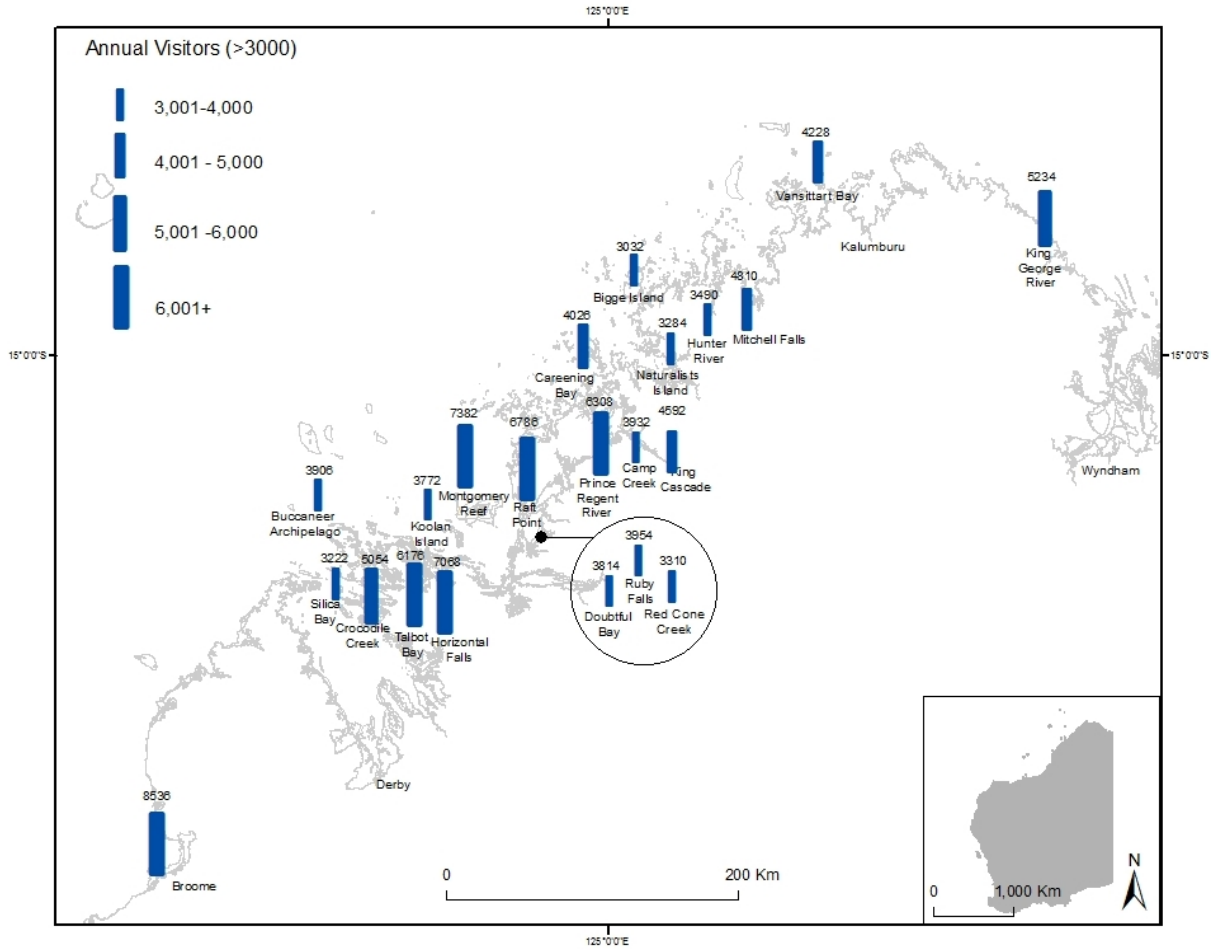 125°0'0"E
Annual Visitors (>3000)
3,001-4,000
4,001 - 5,000
5,001 -6,000
6,001+
4228
Vansittart Bay
Kalumburu
5234
King
George
River
3032
Bigge Island
4810
Mitchell Falls
3490
Hunter
River
4026
Careening
Bay
3284
Naturalists
Island
15°0'0"S
15°0'0"S
7382
Montgomery
Reef
6786
Raft
Point
6308
Prince
Regent
River
3932
Camp
Creek
4592
King
Cascade
Wyndham
3906
Buccaneer
Archipelago
3772
Koolan
Island
3222
Silica
Bay
5054
Crocodile
Creek
6176
Talbot
Bay
7068
Horizontal
Falls
3954
Ruby
Falls
3814
Doubtful
Bay
3310
Red Cone
Creek
Derby
8536
Broome
0
200 Km
0
1,000 Km
N
125°0'0"E